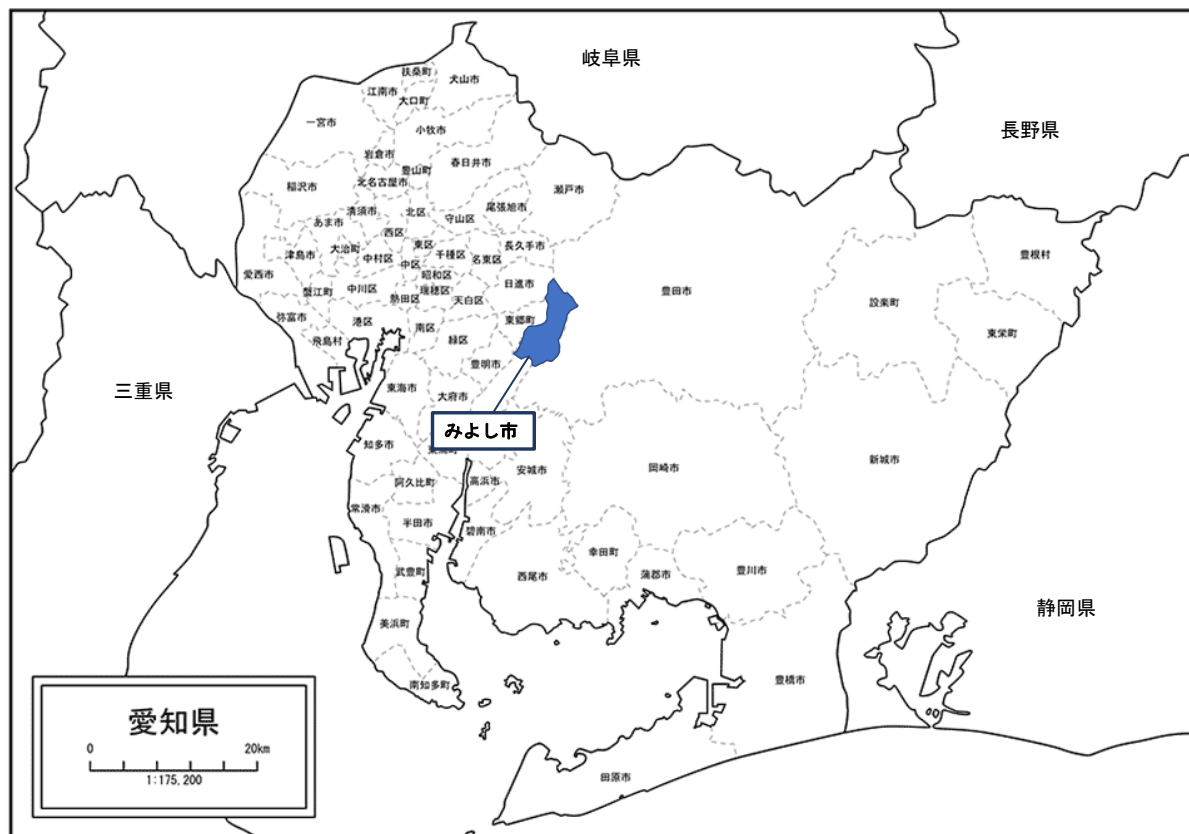 岐阜県
長野県
三重県
静岡県
扶桑町
犬山市
江南市
大口町
一宮市
小牧市
岩倉市
豊山町
春日井市
稲沢市
北名古屋市
瀬戸市
尾張旭市
清須市
北区
守山区
あま市
西区
東区
長久手市
津島市
大治町
中村区
中区
千種区
名東区
愛西市
昭和区
日進市
蟹江町
中川区
瑞穂区
熱田区
天白区
弥富市
港区
南区
東郷町
飛島村
緑区
豊明市
豊田市
豊根村
設楽町
東栄町
東海市
大府市
みよし市
知多市
安城市
岡崎市
新城市
阿久比町
高浜市
常滑市
半田市
碧南市
武豊町
西尾市
幸田町
蒲郡市
豊川市
美浜町
南知多町
豊橋市
田原市
愛知県
0 20km
1:175,200